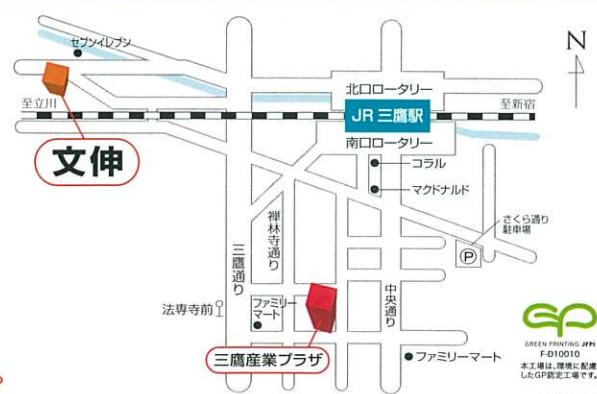 セブンイレブン
N
北口ロータリー
至立川
JR 三鷹駅
至新宿
文伸
南口ロータリー
コラル
マクドナルド
さくら通り
駐車場
P
禅林寺通り
三鷹通り
中央通り
法専寺前
ファミリー
マート
三鷹産業プラザ
ファミリーマート
GP
GREEN PRINTING JFPI
F-D10010
本工場は、環境に配慮
したGP認定工場です。